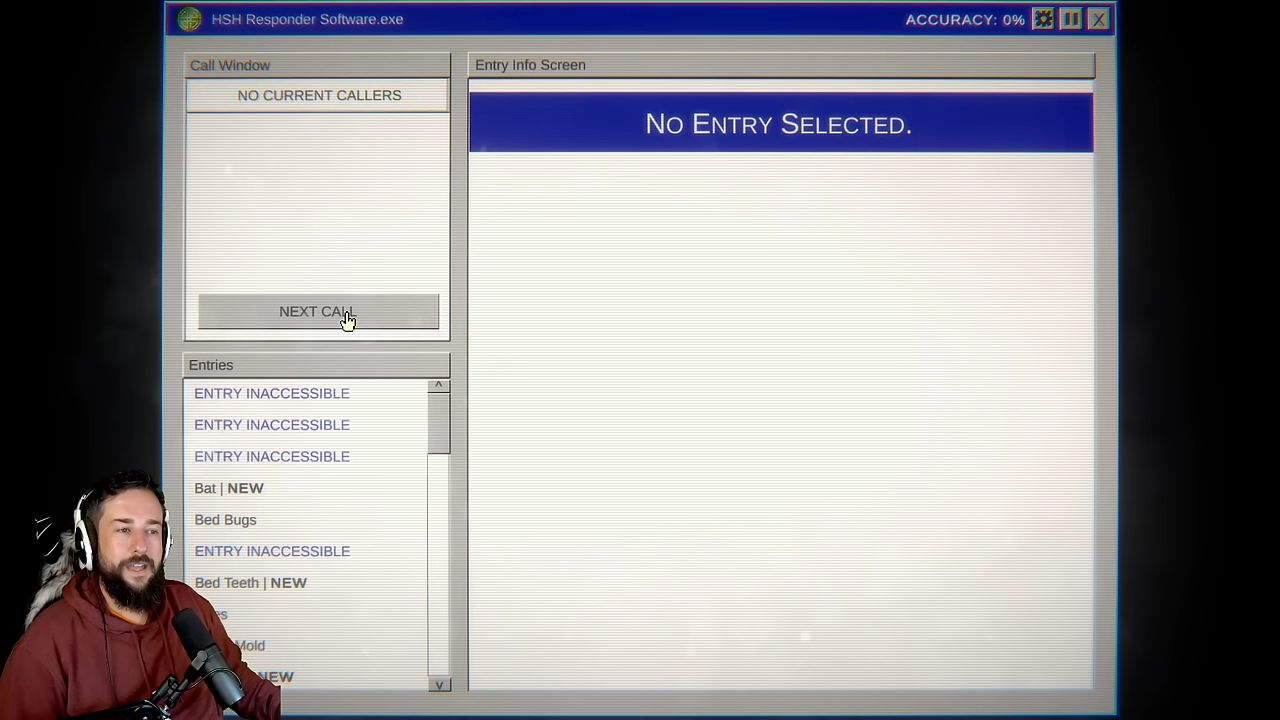 HSH Responder Software.exe
ACCURACY: 0%
X
Call Window
NO CURRENT CALLERS
NEXT CALL
Entries
ENTRY INACCESSIBLE
ENTRY INACCESSIBLE
ENTRY INACCESSIBLE
Bat | NEW
Bed Bugs
ENTRY INACCESSIBLE
Bed Teeth | NEW
Mold
NEW
Entry Info Screen
No Entry Selected.